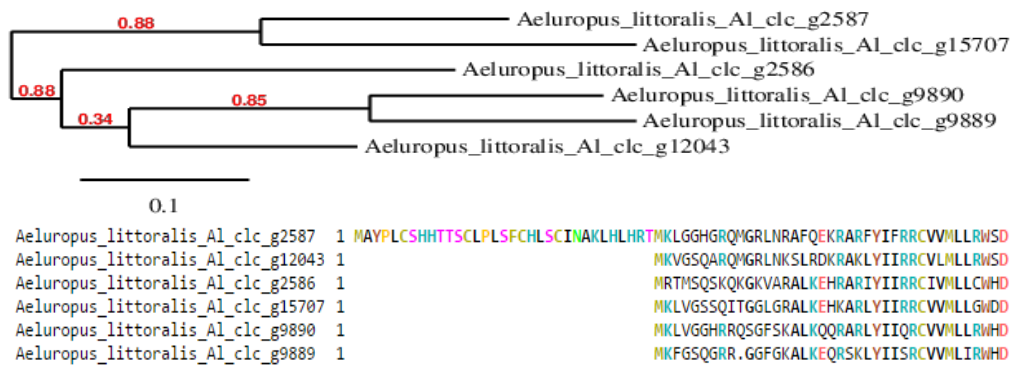 0.88
Aeluropus_littoralis_Al_clc_g2587
Aeluropus_littoralis_Al_clc_g15707
Aeluropus_littoralis_Al_clc_g2586
0.88
0.85
Aeluropus_littoralis_Al_clc_g9890
0.34
Aeluropus_littoralis_Al_clc_g9889
Aeluropus_littoralis_Al_clc_g12043
0.1
Aeluropus_littoralis_Al_clc_g2587 1 MAYPLCSHHTTSCLPLSFCHLSCINAKLHLHRTMKLGGHGRQMGRLNRAFQEKRARFYIFRRCVVMLLRWSD
Aeluropus_littoralis_Al_clc_g12043 1 MKVGSQARQMGRLNKSLRDKRAKLYIIRRCVLMLLRWSD
Aeluropus_littoralis_Al_clc_g2586 1 MRTMSQSKQKGKVARALKEHRARIYIIRRCIVMLLCWHD
Aeluropus_littoralis_Al_clc_g15707 1 MKLVGSSQITGGLGRALKEHKARLYIIRRCVVMLLGWDD
Aeluropus_littoralis_Al_clc_g9890 1 MKLVGGHRRQSGFSKALKQQRARLYIIQRCVVMLLRWHD
Aeluropus_littoralis_Al_clc_g9889 1 MKFGSQGRR.GGFGKALKEQRSKLYIISRCVVMLIRWHD